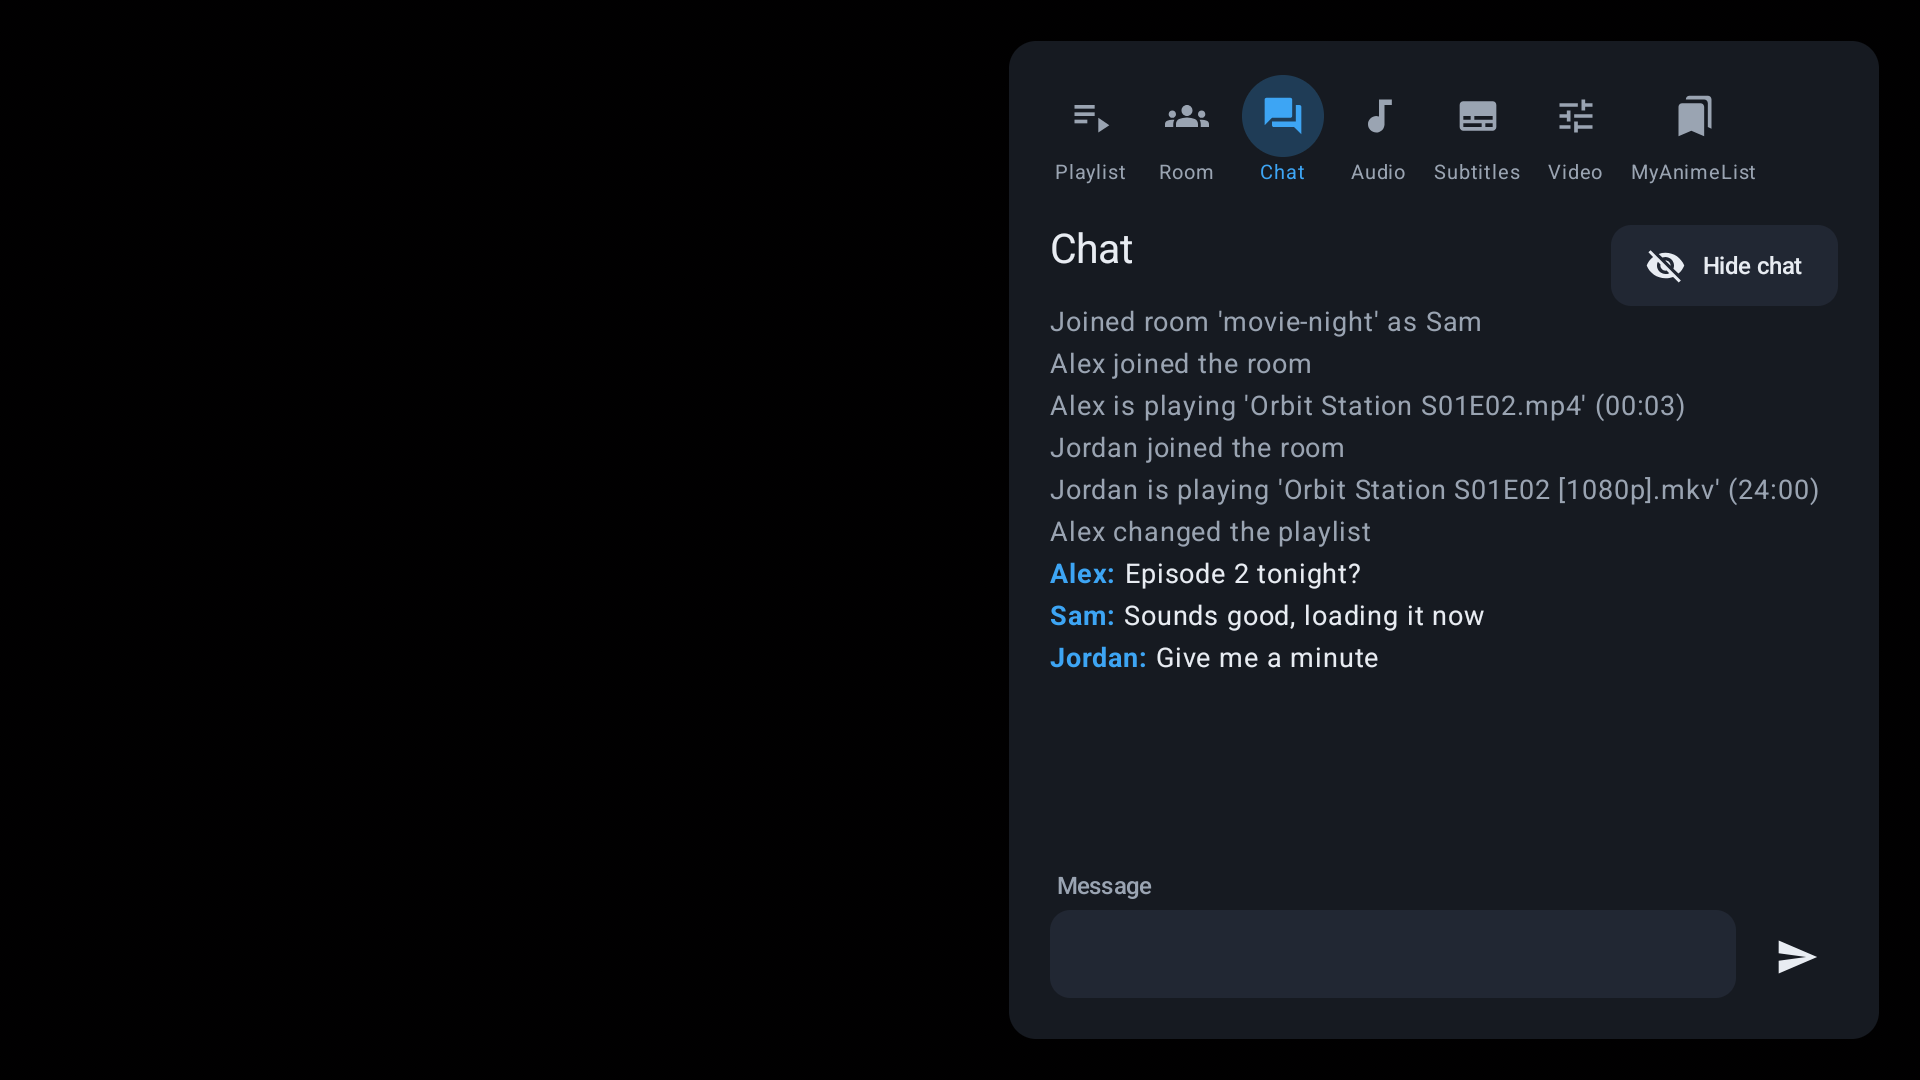 Playlist Room Chat Audio Subtitles Video MyAnimeList
Chat
Hide chat
Joined room 'movie-night' as Sam
Alex joined the room
Alex is playing 'Orbit Station S01E02.mp4' (00:03)
Jordan joined the room
Jordan is playing 'Orbit Station S01E02 [1080p].mkv' (24:00)
Alex changed the playlist
Alex: Episode 2 tonight?
Sam: Sounds good, loading it now
Jordan: Give me a minute
Message